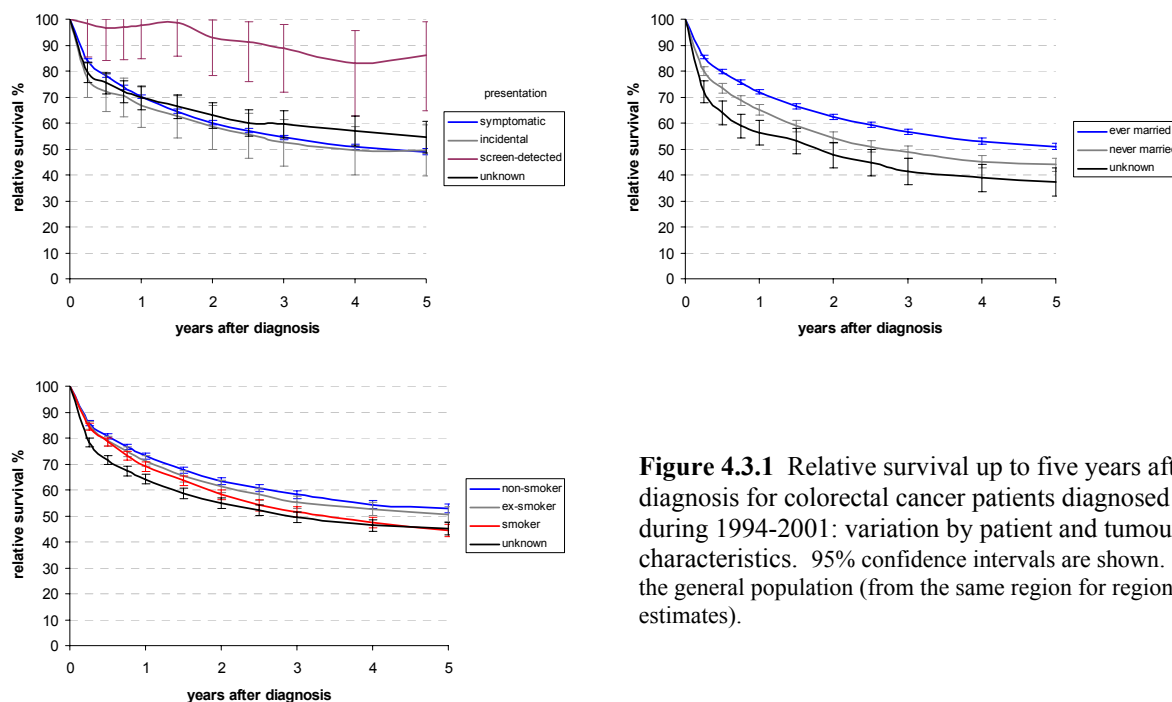 100
90
80
70
60
50
40
30
20
10
0
relative survival %
0 1 2 3 4 5
years after diagnosis
presentation
symptomatic
incidental
screen-detected
unknown
100
90
80
70
60
50
40
30
20
10
0
relative survival %
0 1 2 3 4 5
years after diagnosis
ever married
never married
unknown
100
90
80
70
60
50
40
30
20
10
0
relative survival %
0 1 2 3 4 5
years after diagnosis
non-smoker
ex-smoker
smoker
unknown
Figure 4.3.1 Relative survival up to five years aft
diagnosis for colorectal cancer patients diagnosed
during 1994-2001: variation by patient and tumou
characteristics. 95% confidence intervals are shown.
the general population (from the same region for region
estimates).